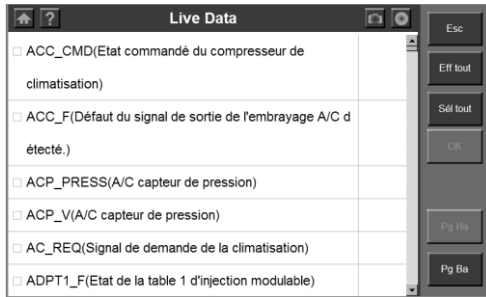 ?
Live Data
Esc
ACC_CMD(Etat commandé du compresseur de
climatisation)
Eff tout
ACC_F(Défaut du signal de sortie de l'embrayage A/C d
étecté.)
Sél tout
OK
ACP_PRESS(A/C capteur de pression)
ACP_V(A/C capteur de pression)
Pg Ha
AC_REQ(Signal de demande de la climatisation)
ADPT1_F(Etat de la table 1 d'injection modulable)
Pg Ba